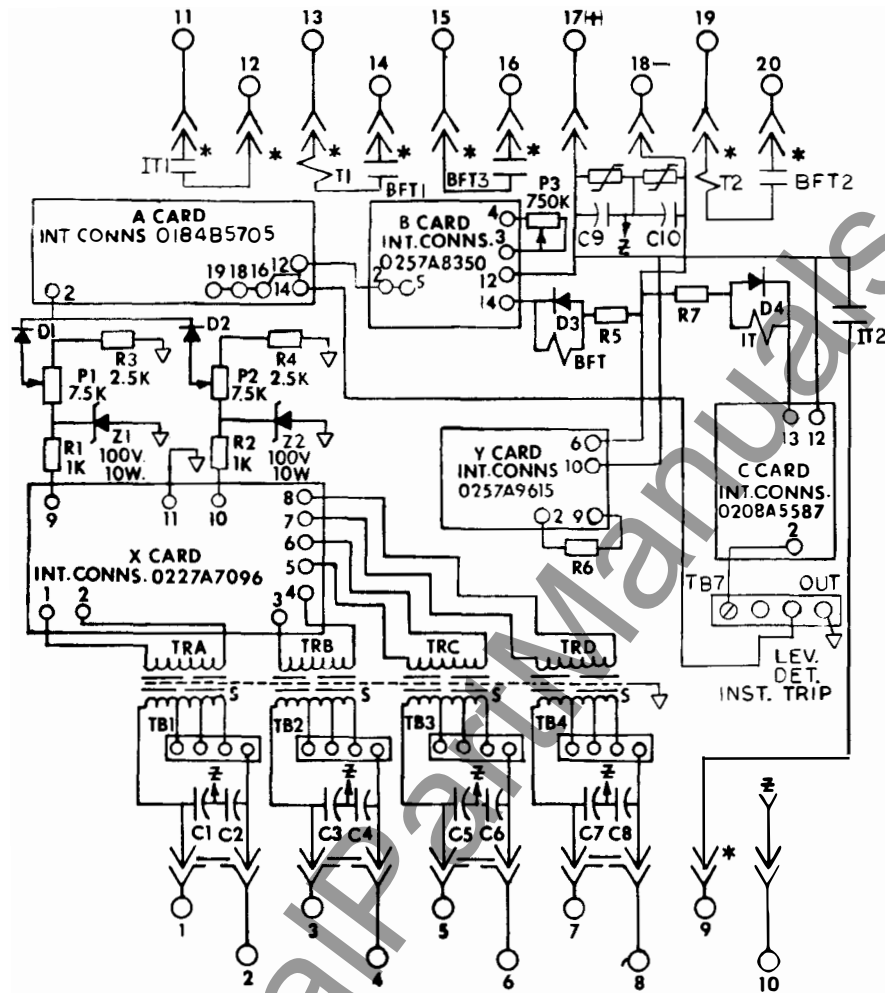 11 13 15 17(+) 19
12 14 16 18– 20
* * * * * * * *
IT1 T1 BFT1 BFT3 P3 750K T2 BFT2
A CARD
INT CONNS 0184B5705
19 18 16 12
14
2
B CARD
INT.CONNS.
0257A8350
4
3
2 5 12
14
C9 Z C10
D1 D2
D3 R5 R7 D4
BFT IT IT2
R3
2.5K
R4
2.5K
P1
7.5K
P2
7.5K
R1
1K
Z1
100V.
10W.
R2
1K
Z2
100V
10W
9 11 10
X CARD
INT.CONNS. 0227A7096
8
7
6
5
4
1 2 3
Y CARD
INT.CONNS
0257A9615
6
10
2 9
R6
C CARD
INT.CONNS.
0208A5587
13 12
2
TB7 OUT
LEV.
DET.
INST. TRIP
TRA TRB TRC TRD
S S S S
TB1 TB2 TB3 TB4
Z Z Z Z
C1 C2 C3 C4 C5 C6 C7 C8
Z
*
1 3 5 7 9
2 4 6 8 10
alPartManuals